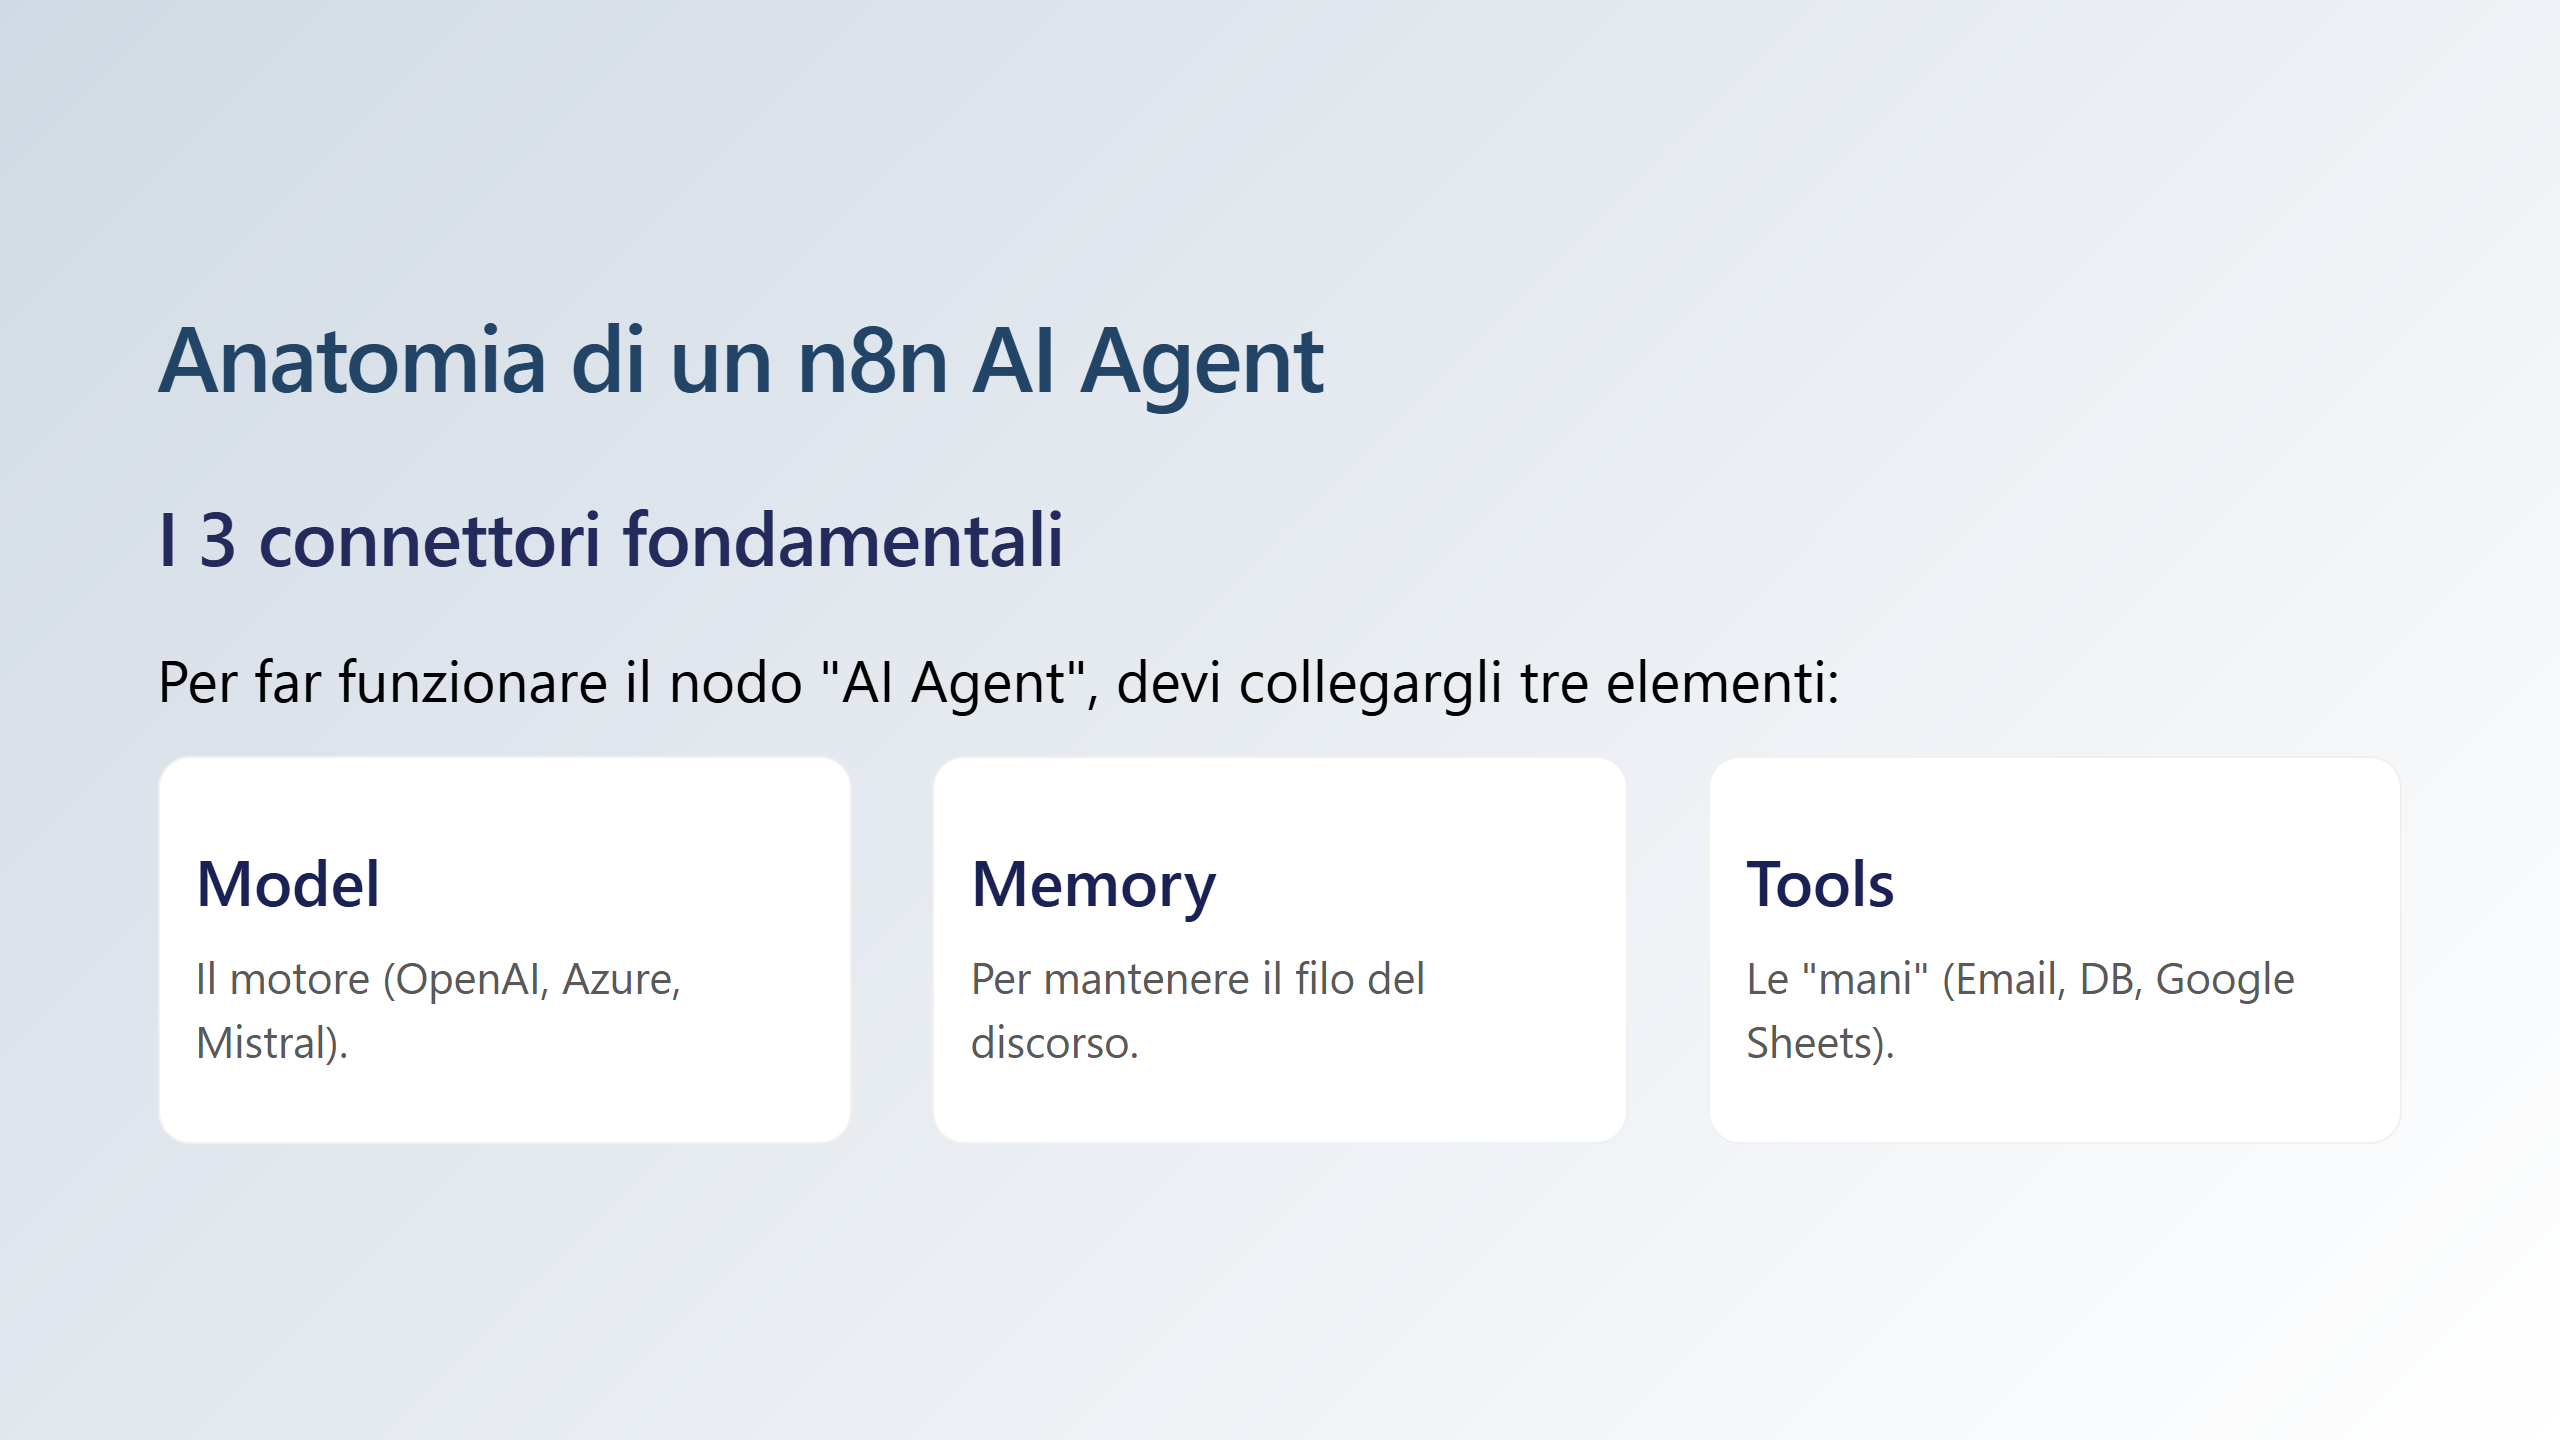 Anatomia di un n8n AI Agent
I 3 connettori fondamentali
Per far funzionare il nodo "AI Agent", devi collegargli tre elementi:
Model
Il motore (OpenAI, Azure,
Mistral).
Memory
Per mantenere il filo del
discorso.
Tools
Le "mani" (Email, DB, Google
Sheets).